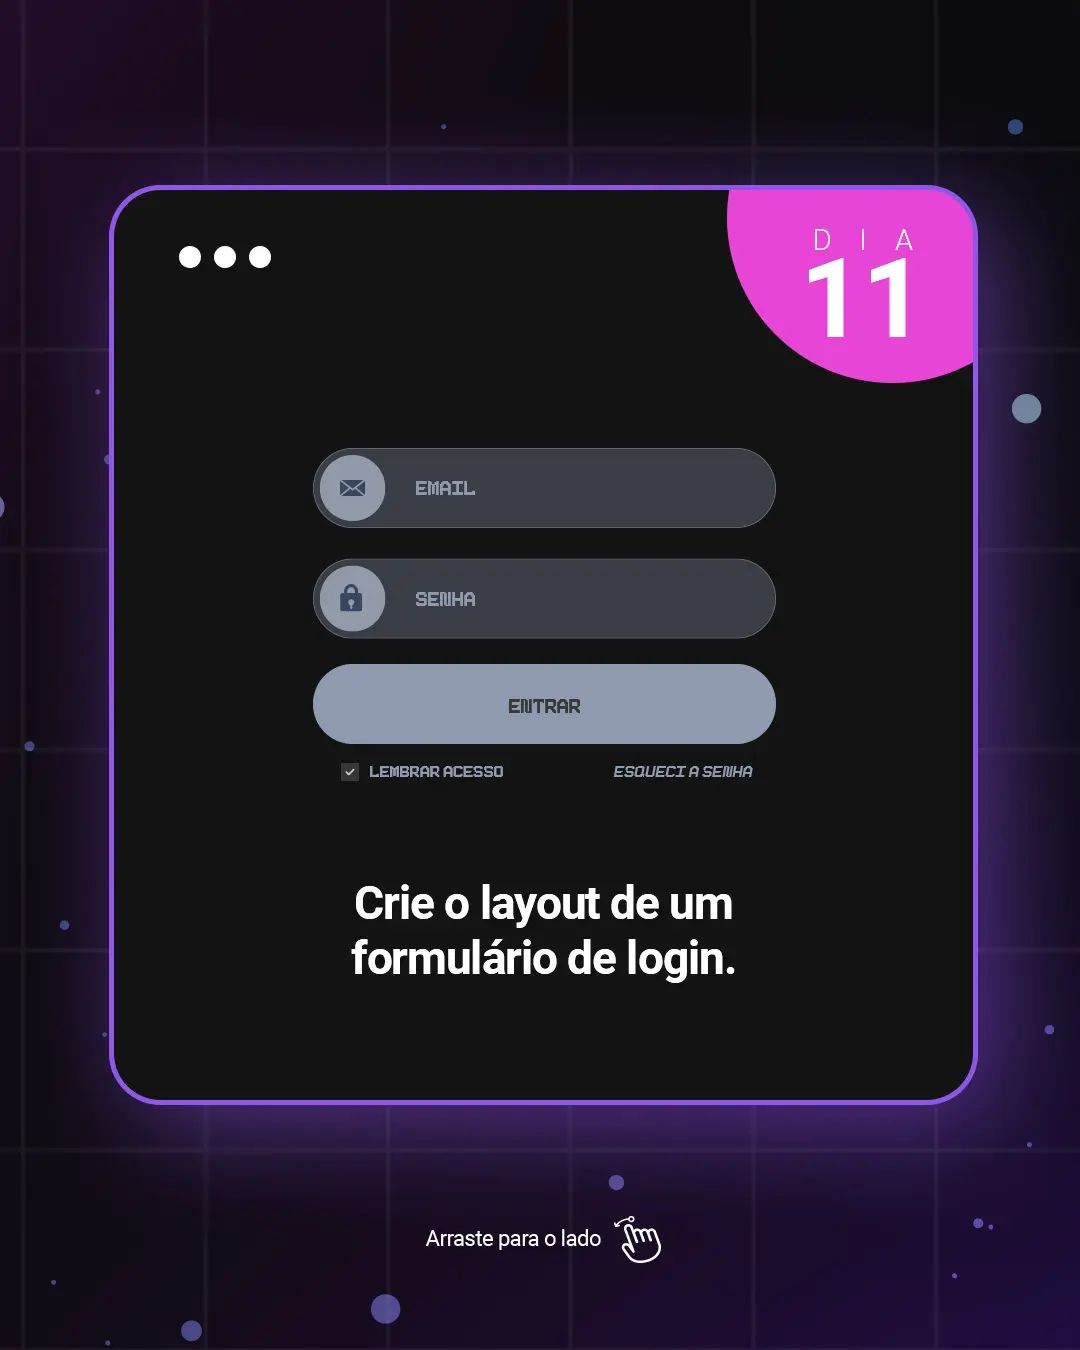 DIA
11
EMAIL
SENHA
ENTRAR
LEMBRAR ACESSO
ESQUECI A SENHA
Crie o layout de um
formulário de login.
Arraste para o lado